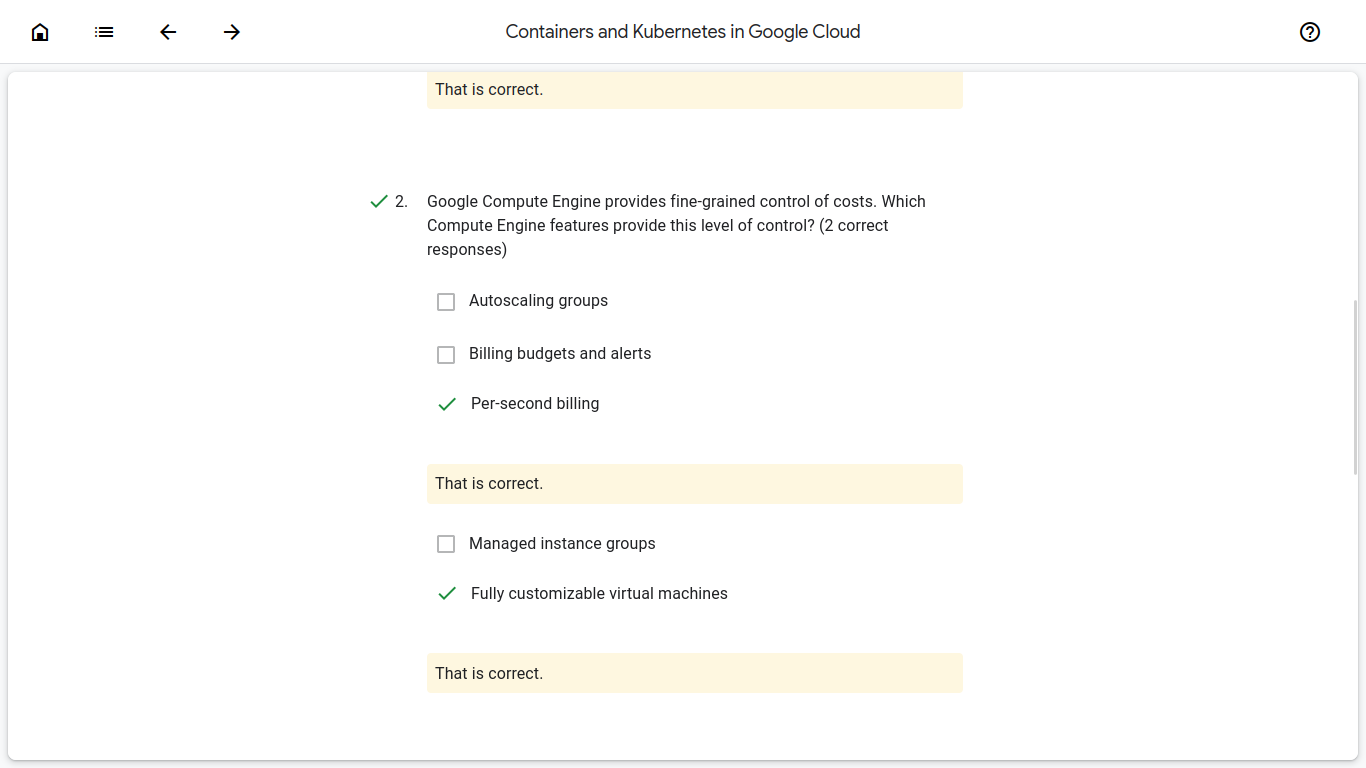 Containers and Kubernetes in Google Cloud
That is correct.
2. Google Compute Engine provides fine-grained control of costs. Which
Compute Engine features provide this level of control? (2 correct
responses)
Autoscaling groups
Billing budgets and alerts
Per-second billing
That is correct.
Managed instance groups
Fully customizable virtual machines
That is correct.